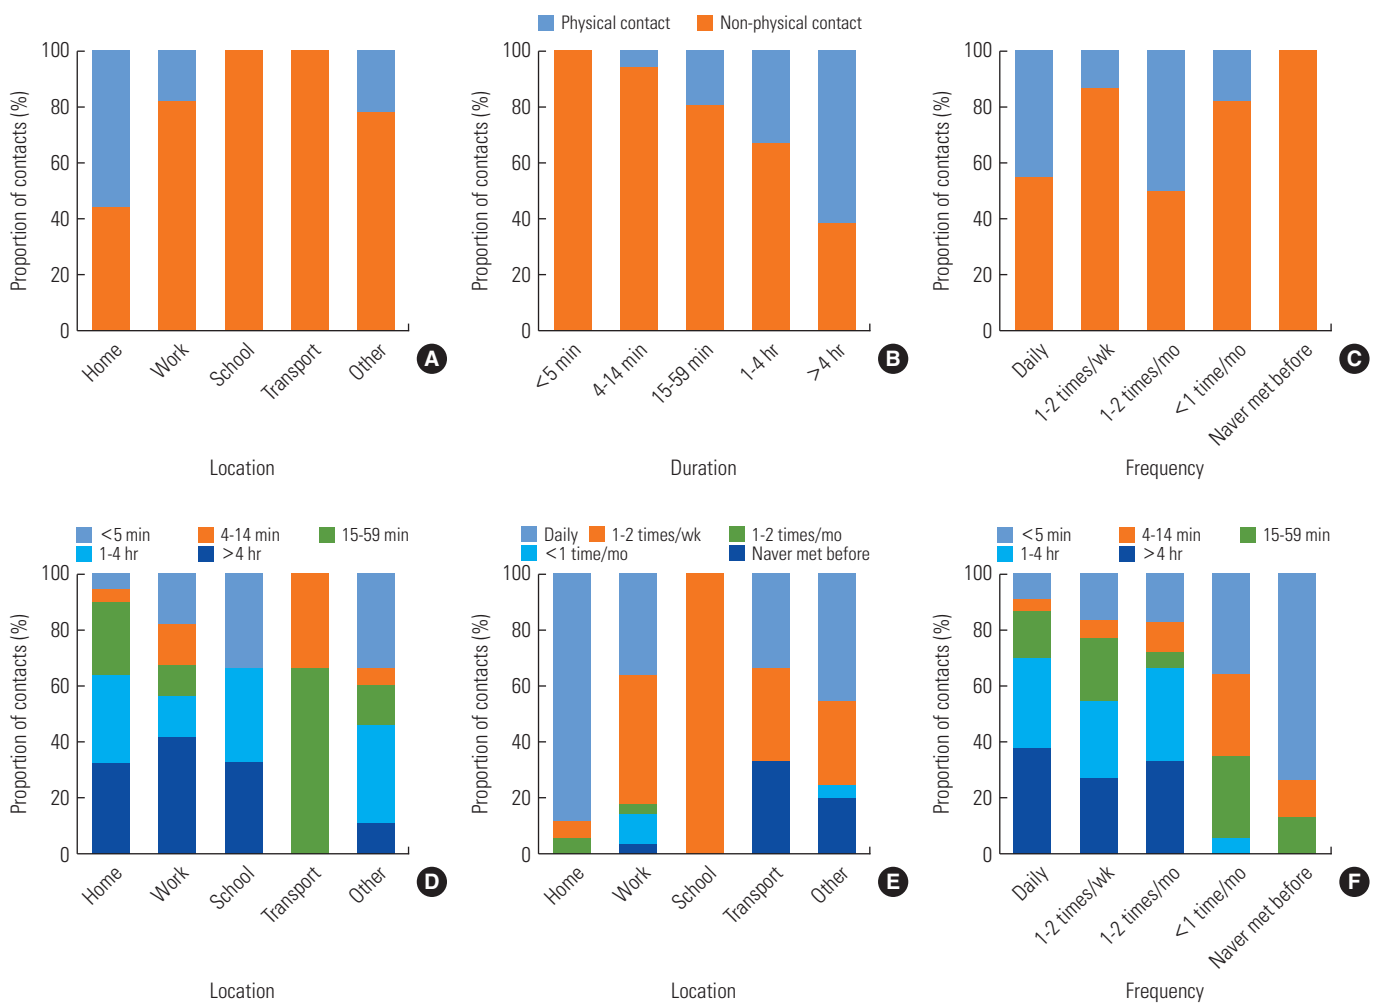 Physical contact Non-physical contact
Proportion of contacts (%)
100
80
60
40
20
0
Home Work School Transport Other
A
Location
Proportion of contacts (%)
100
80
60
40
20
0
<5 min 4-14 min 15-59 min 1-4 hr >4 hr
B
Duration
Proportion of contacts (%)
100
80
60
40
20
0
Daily 1-2 times/wk 1-2 times/mo <1 time/mo Naver met before
C
Frequency
<5 min 4-14 min 15-59 min
1-4 hr >4 hr
Proportion of contacts (%)
100
80
60
40
20
0
Home Work School Transport Other
D
Location
Daily 1-2 times/wk 1-2 times/mo
<1 time/mo Naver met before
Proportion of contacts (%)
100
80
60
40
20
0
Home Work School Transport Other
E
Location
<5 min 4-14 min 15-59 min
1-4 hr >4 hr
Proportion of contacts (%)
100
80
60
40
20
0
Daily 1-2 times/wk 1-2 times/mo <1 time/mo Naver met before
F
Frequency